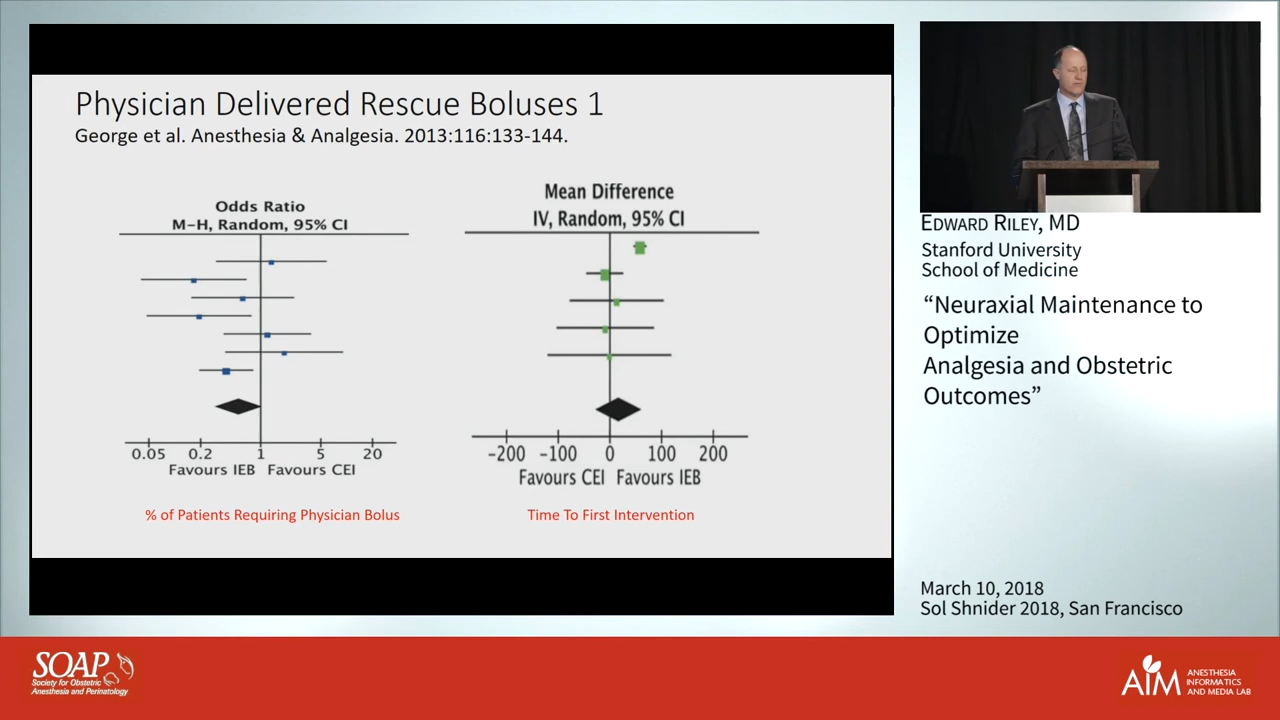 Physician Delivered Rescue Boluses 1
George et al. Anesthesia & Analgesia. 2013:116:133-144.
Odds Ratio
M-H, Random, 95% CI
0.05 0.2 1 5 20
Favours IEB Favours CEI
% of Patients Requiring Physician Bolus
Mean Difference
IV, Random, 95% CI
-200 -100 0 100 200
Favours CEI Favours IEB
Time To First Intervention
EDWARD RILEY, MD
Stanford University
School of Medicine
“Neuraxial Maintenance to
Optimize
Analgesia and Obstetric
Outcomes”
March 10, 2018
Sol Shnider 2018, San Francisco
SOAP
Society for Obstetric
Anesthesia and Perinatology
AIM
ANESTHESIA
INFORMATICS
AND MEDIA LAB